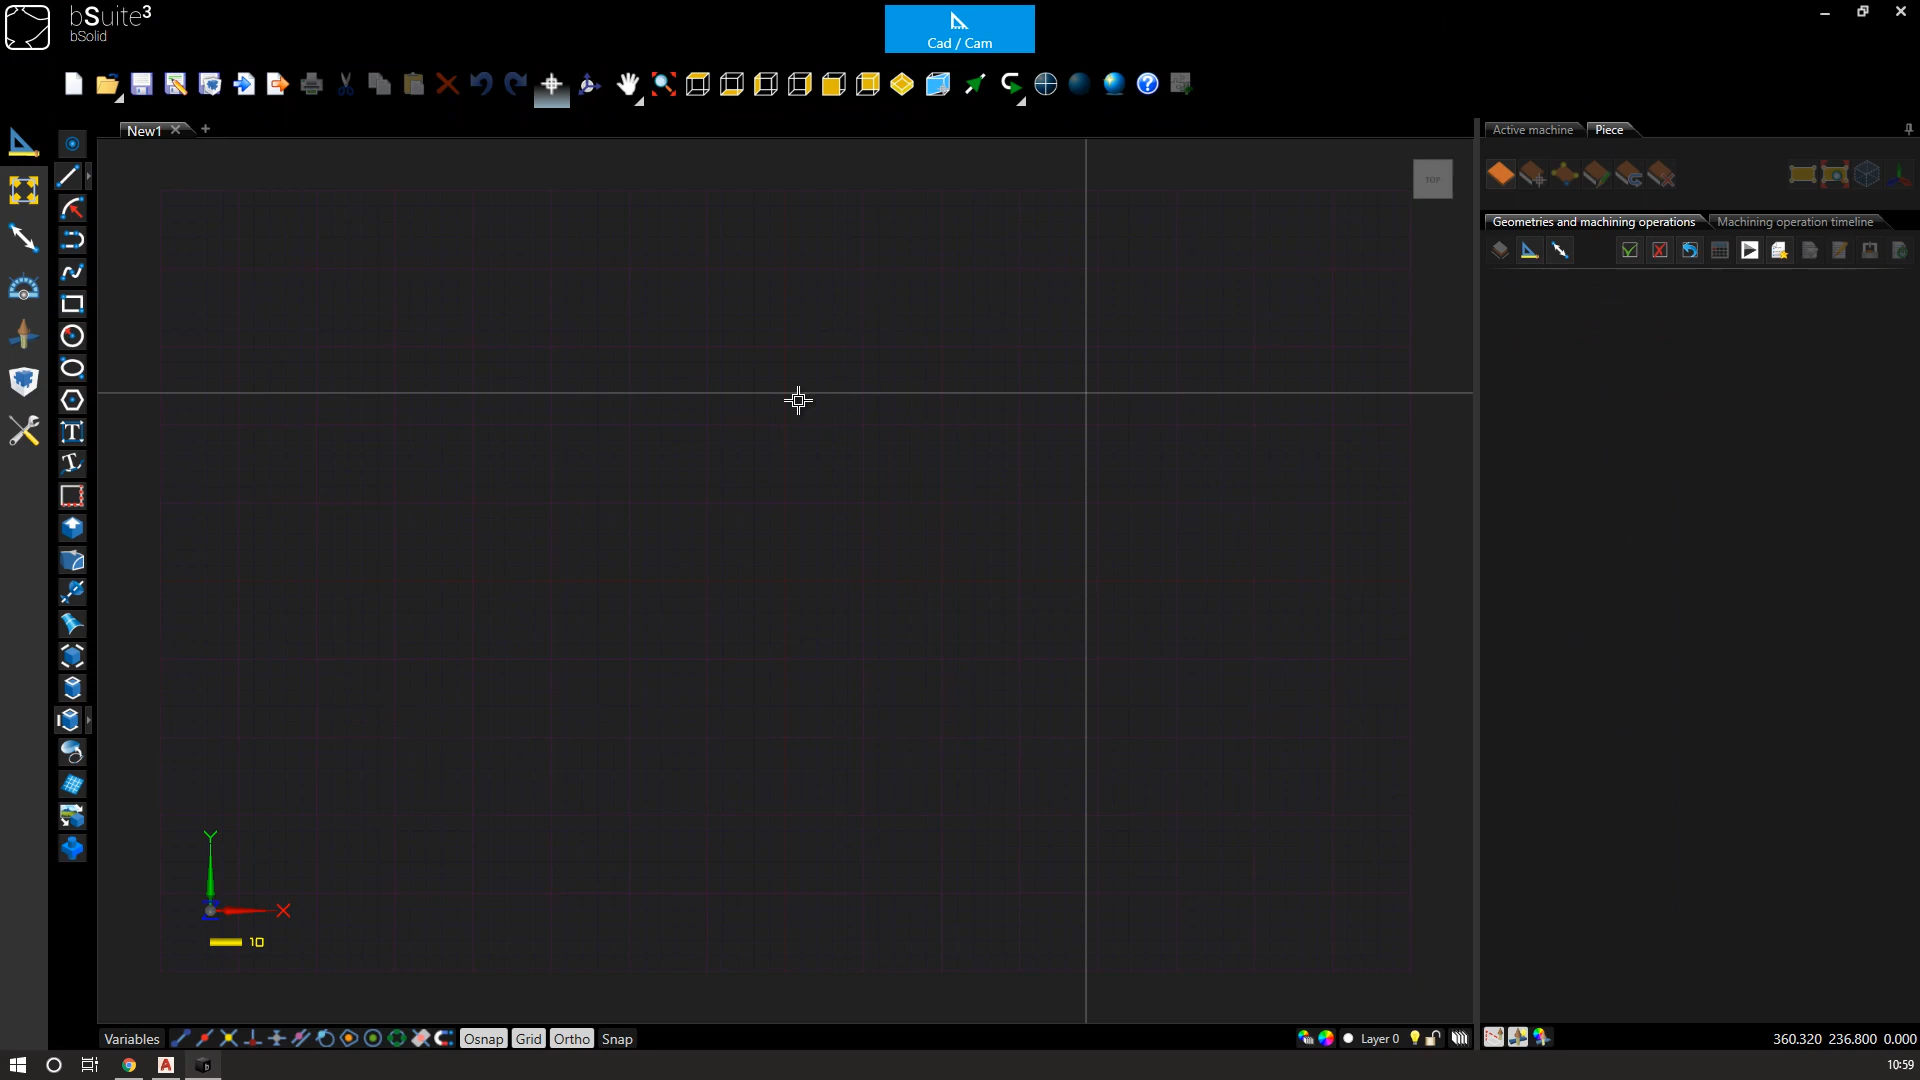 bSuite³
bSolid
Cad / Cam
New1
TOP
Active machine
Piece
Geometries and machining operations
Machining operation timeline
Y
X
10
Variables
Osnap
Grid
Ortho
Snap
Layer 0
360.320 236.800 0.000
10:59